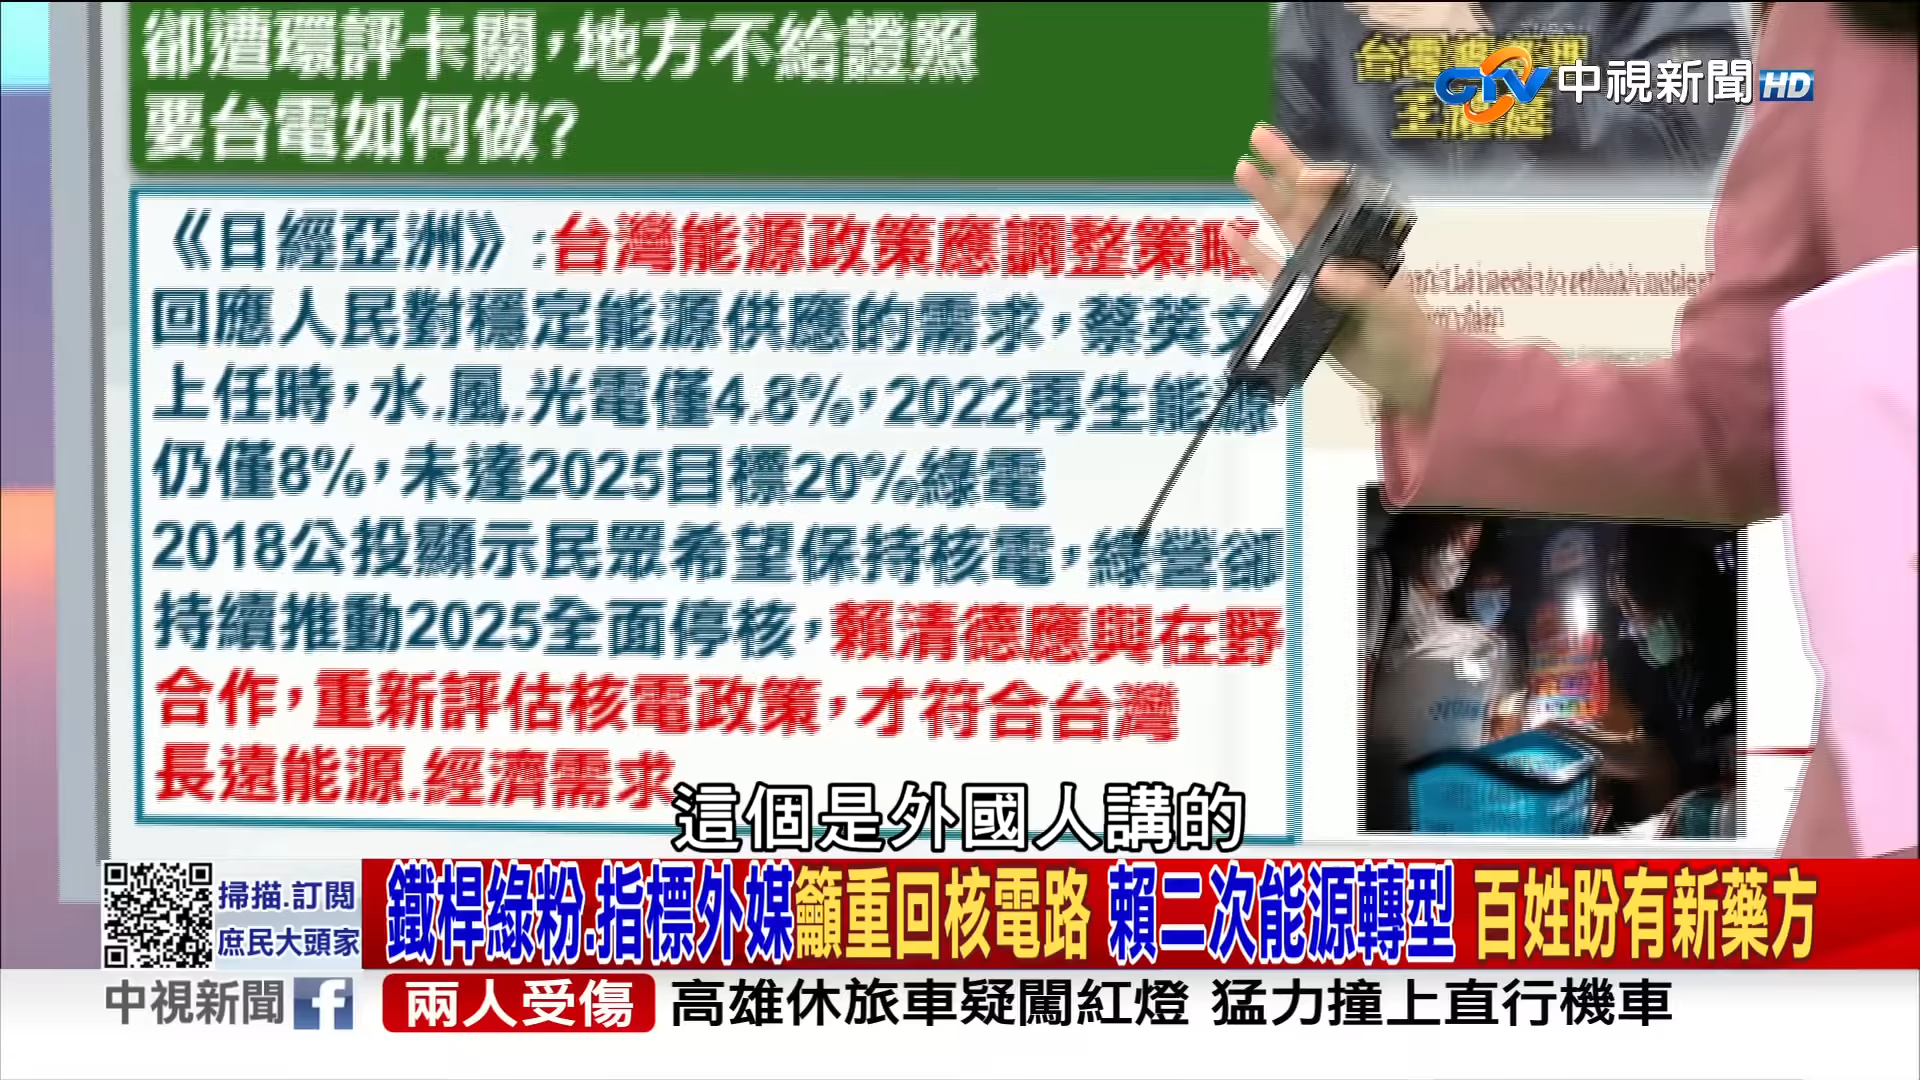 卻遭環評卡關，地方不給證照
要台電如何做？
CTV 中視新聞 HD
《日經亞洲》:台灣能源政策應調整策略
回應人民對穩定能源供應的需求，蔡英文
上任時，水.風.光電僅4.8%，2022再生能源
仍僅8%，未達2025目標20%綠電
2018公投顯示民眾希望保持核電，綠營卻
持續推動2025全面停核，賴清德應與在野
合作，重新評估核電政策，才符合台灣
長遠能源.經濟需求
needs to rethink nuclear
plan
這個是外國人講的
掃描.訂閱
庶民大頭家
鐵桿綠粉.指標外媒籲重回核電路 賴二次能源轉型 百姓盼有新藥方
中視新聞 f
兩人受傷 高雄休旅車疑闖紅燈 猛力撞上直行機車